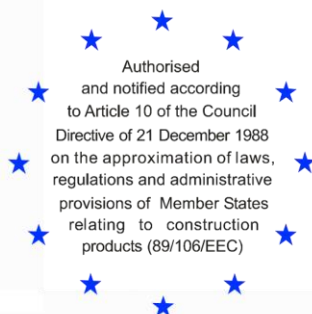 Authorised
and notified according
to Article 10 of the Council
Directive of 21 December 1988
on the approximation of laws,
regulations and administrative
provisions of Member States
relating to construction
products (89/106/EEC)